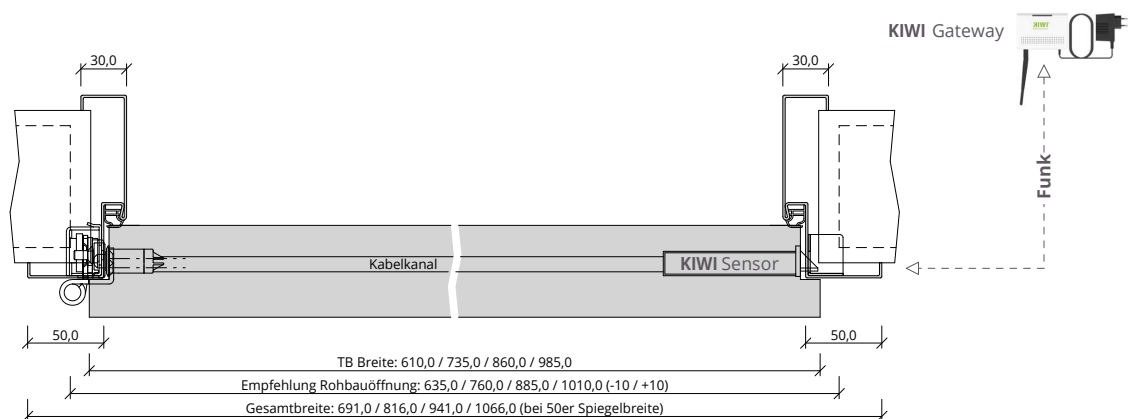 KIWI Gateway
KIWI
30,0
30,0
Funk
Kabelkanal
KIWI Sensor
50,0
50,0
TB Breite: 610,0 / 735,0 / 860,0 / 985,0
Empfehlung Rohbauöffnung: 635,0 / 760,0 / 885,0 / 1010,0 (-10 / +10)
Gesamtbreite: 691,0 / 816,0 / 941,0 / 1066,0 (bei 50er Spiegelbreite)